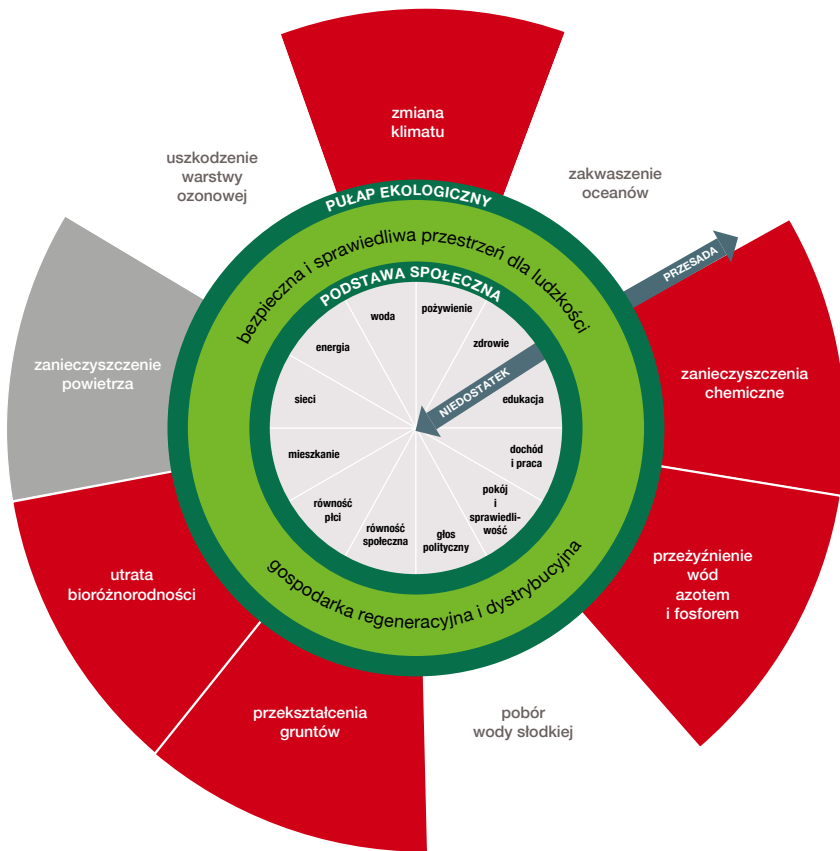 zmiana
klimatu
uszkodzenie
warstwy
ozonowej
zakwaszenie
oceanów
PUŁAP EKOLOGICZNY
bezpieczna i sprawiedliwa przestrzeń dla ludzkości
PODSTAWA SPOŁECZNA
PRZESADA
woda
pożywienie
energia
zdrowie
NIEDOSTATEK
sieci
edukacja
mieszkanie
dochód
i praca
równość
płci
równość
społeczna
głos
polityczny
pokój
i
sprawiedli-
wość
zanieczyszczenie
powietrza
zanieczyszczenia
chemiczne
utrata
bioróżnorodności
gospodarka regeneracyjna i dystrybucyjna
przeżyźnienie
wód
azotem
i fosforem
przekształcenia
gruntów
pobór
wody słodkiej